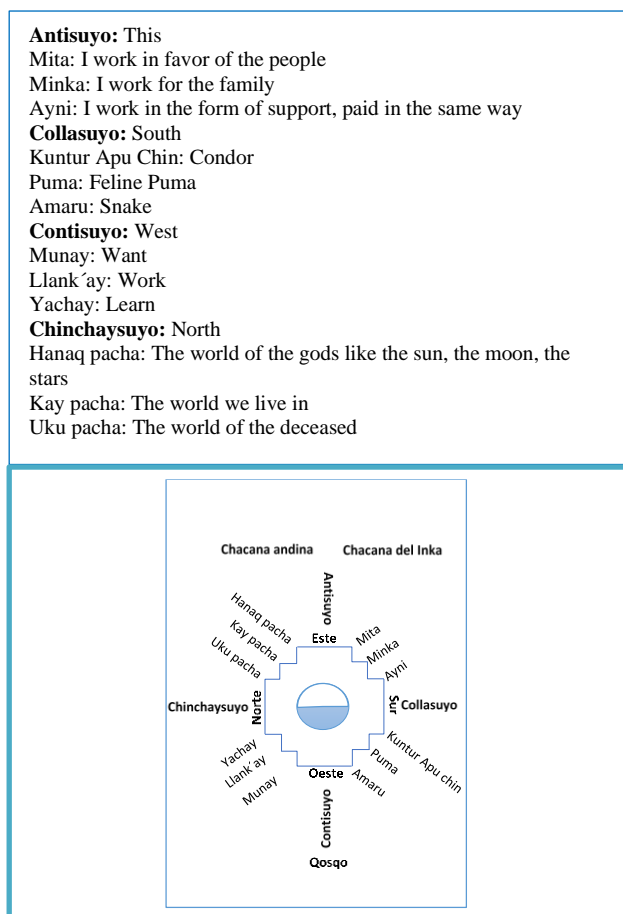 Antisuyo: This
Mita: I work in favor of the people
Minka: I work for the family
Ayni: I work in the form of support, paid in the same way
Collasuyo: South
Kuntur Apu Chin: Condor
Puma: Feline Puma
Amaru: Snake
Contisuyo: West
Munay: Want
Llank´ay: Work
Yachay: Learn
Chinchaysuyo: North
Hanaq pacha: The world of the gods like the sun, the moon, the
stars
Kay pacha: The world we live in
Uku pacha: The world of the deceased
Chacana andina
Chacana del Inka
Antisuyo
Este
Hanaq pacha
Kay pacha
Uku pacha
Mita
Minka
Ayni
Chinchaysuyo
Norte
Sur
Collasuyo
Yachay
Llank´ay
Munay
Kuntur Apu chin
Puma
Amaru
Oeste
Contisuyo
Qosqo